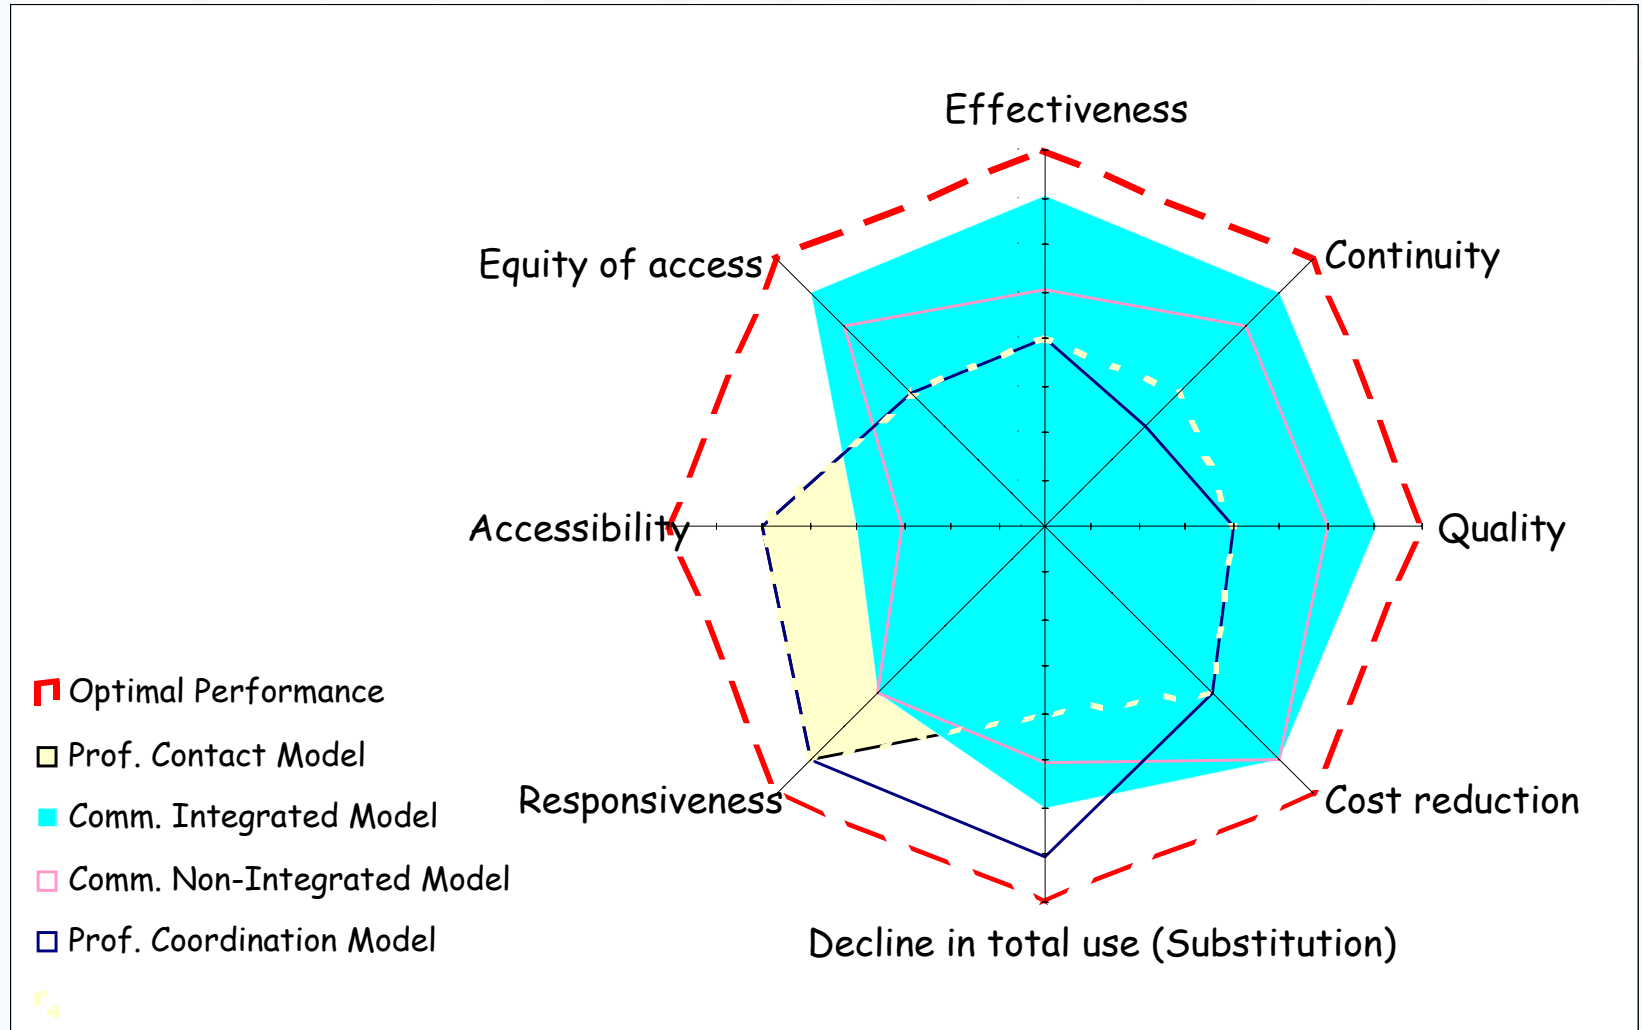 Effectiveness
Equity of access
Continuity
Accessibility
Quality
Optimal Performance
Prof. Contact Model
Responsiveness
Cost reduction
Comm. Integrated Model
Comm. Non-Integrated Model
Prof. Coordination Model
Decline in total use (Substitution)